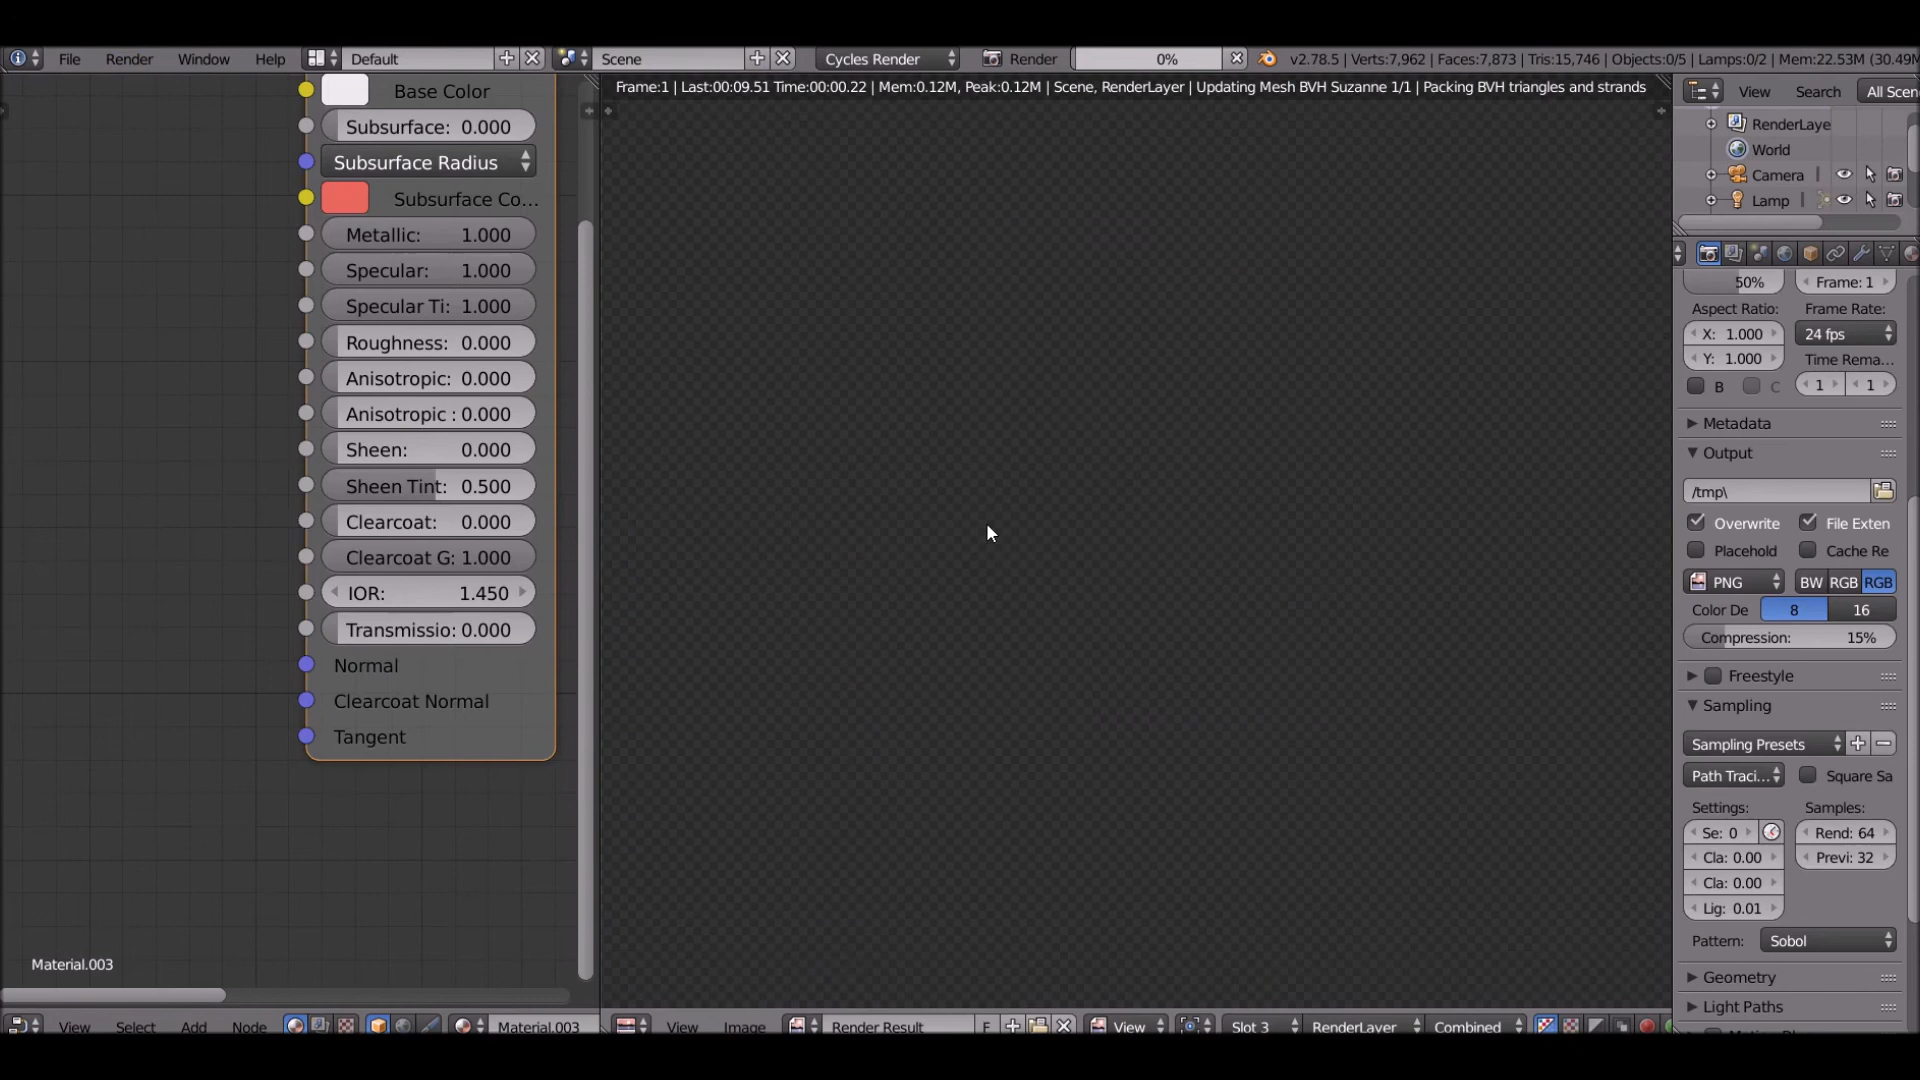 File Render Window Help Default Scene Cycles Render Render 0% v2.78.5 | Verts:7,962 | Faces:7,873 | Tris:15,746 | Objects:0/5 | Lamps:0/2 | Mem:22.53M (30.49M
Frame:1 | Last:00:09.51 Time:00:00.22 | Mem:0.12M, Peak:0.12M | Scene, RenderLayer | Updating Mesh BVH Suzanne 1/1 | Packing BVH triangles and strands
Base Color
Subsurface: 0.000
Subsurface Radius
Subsurface Co...
Metallic: 1.000
Specular: 1.000
Specular Ti: 1.000
Roughness: 0.000
Anisotropic: 0.000
Anisotropic : 0.000
Sheen: 0.000
Sheen Tint: 0.500
Clearcoat: 0.000
Clearcoat G: 1.000
IOR: 1.450
Transmissio: 0.000
Normal
Clearcoat Normal
Tangent
Material.003
View Select Add Node Material.003
View Image Render Result F View Slot 3 RenderLayer Combined
View Search All Scen
RenderLaye
World
Camera
Lamp
50% Frame: 1
Aspect Ratio: Frame Rate:
X: 1.000 24 fps
Y: 1.000 Time Rema...
B C 1 1
Metadata
Output
/tmp\
Overwrite File Exten
Placehold Cache Re
PNG BW RGB RGB
Color De 8 16
Compression: 15%
Freestyle
Sampling
Sampling Presets
Path Traci... Square Sa
Settings: Samples:
Se: 0 Rend: 64
Cla: 0.00 Previ: 32
Cla: 0.00
Lig: 0.01
Pattern: Sobol
Geometry
Light Paths